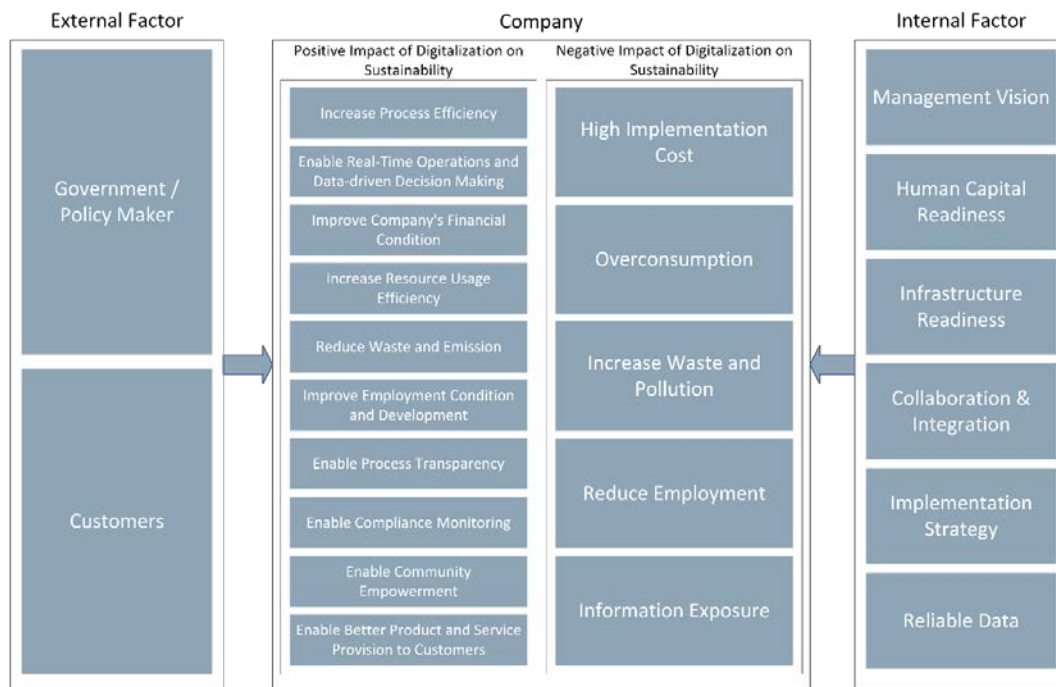 External Factor
Government /
Policy Maker
Customers
Company
Positive Impact of Digitalization on
Sustainability
Increase Process Efficiency
Enable Real-Time Operations and
Data-driven Decision Making
Improve Company's Financial
Condition
Increase Resource Usage
Efficiency
Reduce Waste and Emission
Improve Employment Condition
and Development
Enable Process Transparency
Enable Compliance Monitoring
Enable Community
Empowerment
Enable Better Product and Service
Provision to Customers
Negative Impact of Digitalization on
Sustainability
High Implementation
Cost
Overconsumption
Increase Waste and
Pollution
Reduce Employment
Information Exposure
Internal Factor
Management Vision
Human Capital
Readiness
Infrastructure
Readiness
Collaboration &
Integration
Implementation
Strategy
Reliable Data